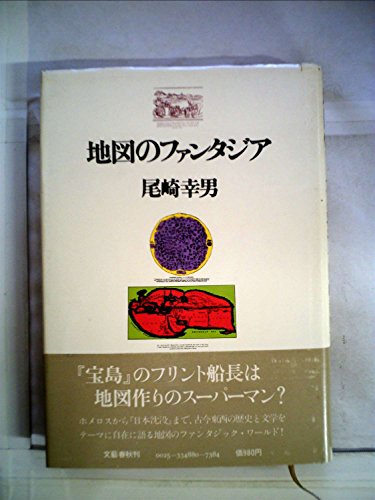 地図のファンタジア
尾崎幸男
『宝島』のフリント船長は
地図作りのスーパーマン？
ホメロスから『日本沈没』まで、古今東西の歴史と文学を
テーマに自在に語る地図のファンタジック・ワールド！
文藝春秋刊 0025-334880-7384 価980円